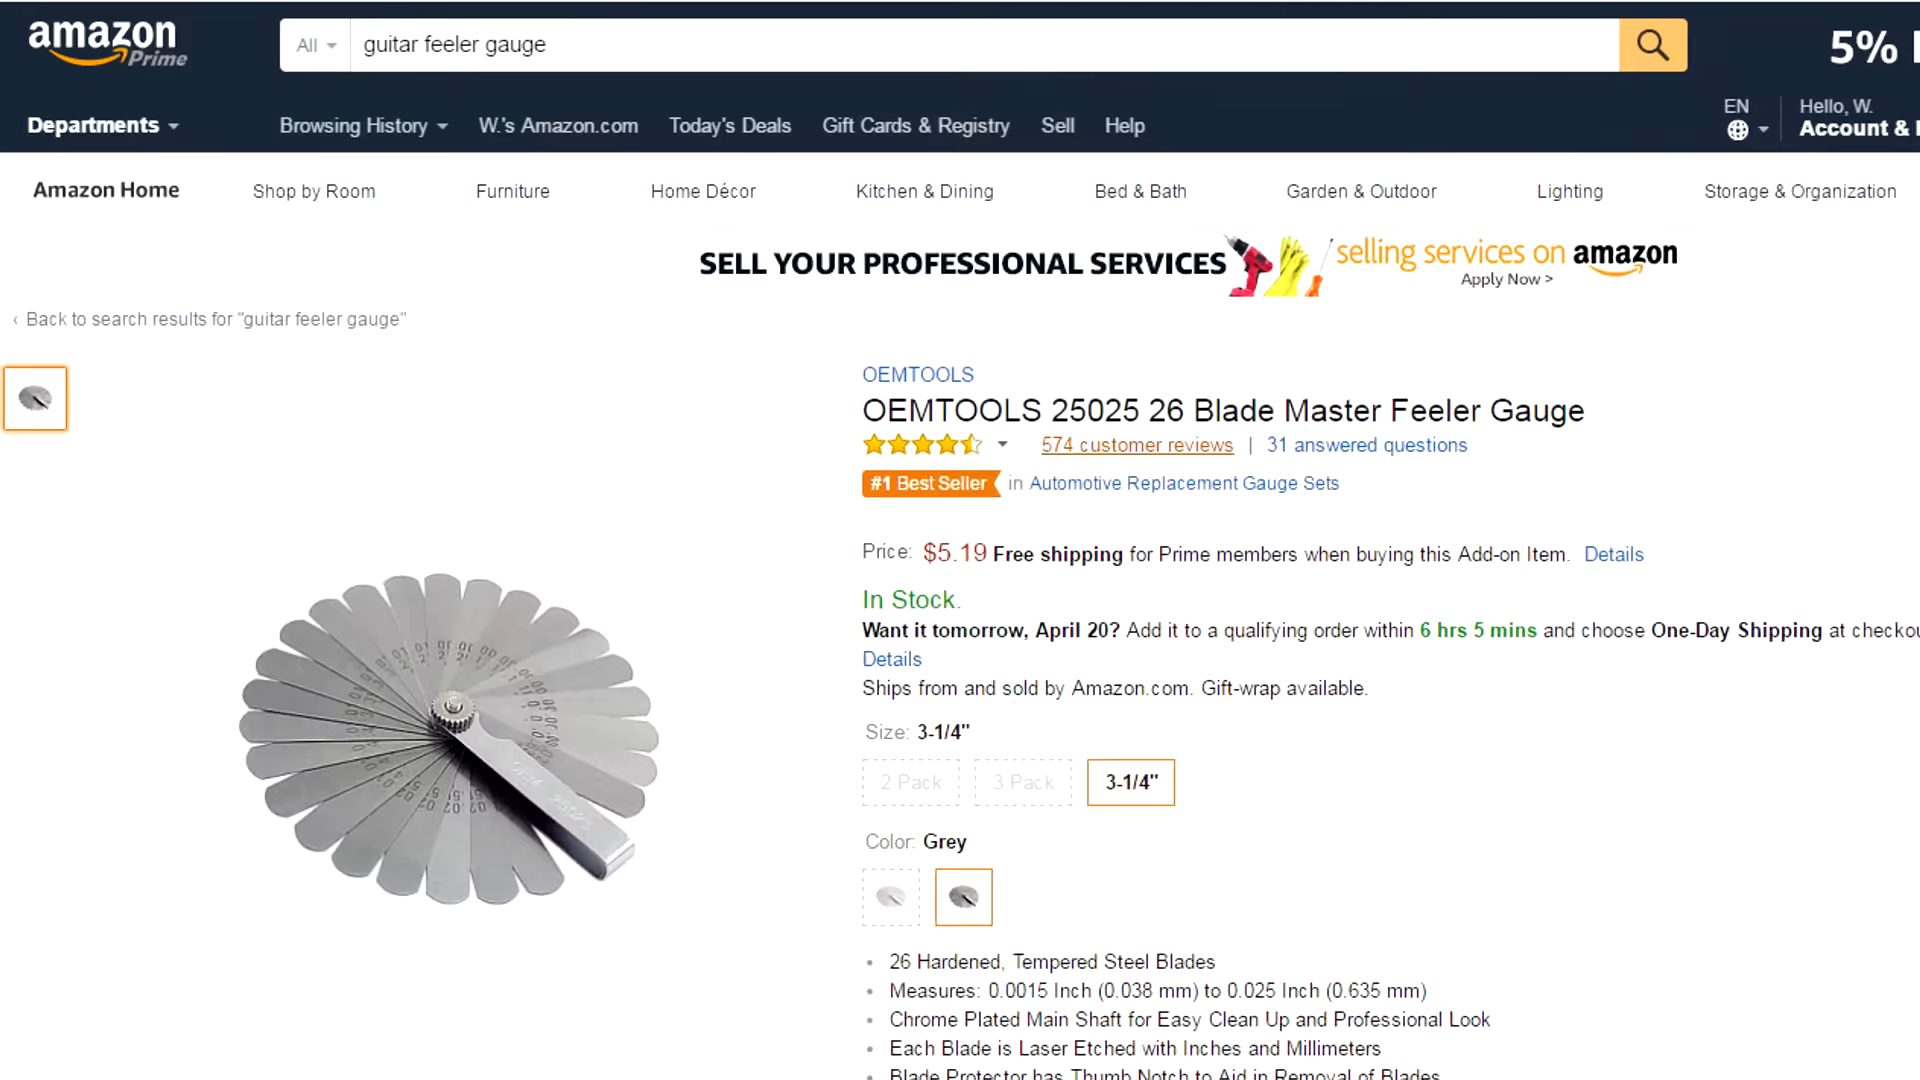 amazon
Prime
All
guitar feeler gauge
5%
Departments
Browsing History
W.'s Amazon.com
Today's Deals
Gift Cards & Registry
Sell
Help
EN
Hello, W.
Account &
Amazon Home
Shop by Room
Furniture
Home Décor
Kitchen & Dining
Bed & Bath
Garden & Outdoor
Lighting
Storage & Organization
SELL YOUR PROFESSIONAL SERVICES
selling services on amazon
Apply Now >
‹ Back to search results for "guitar feeler gauge"
OEMTOOLS
OEMTOOLS 25025 26 Blade Master Feeler Gauge
574 customer reviews | 31 answered questions
#1 Best Seller in Automotive Replacement Gauge Sets
Price: $5.19 Free shipping for Prime members when buying this Add-on Item. Details
In Stock.
Want it tomorrow, April 20? Add it to a qualifying order within 6 hrs 5 mins and choose One-Day Shipping at checkou
Details
Ships from and sold by Amazon.com. Gift-wrap available.
Size: 3-1/4"
2 Pack
3 Pack
3-1/4"
Color: Grey
• 26 Hardened, Tempered Steel Blades
• Measures: 0.0015 Inch (0.038 mm) to 0.025 Inch (0.635 mm)
• Chrome Plated Main Shaft for Easy Clean Up and Professional Look
• Each Blade is Laser Etched with Inches and Millimeters
• Blade Protector has Thumb Notch to Aid in Removal of Blades